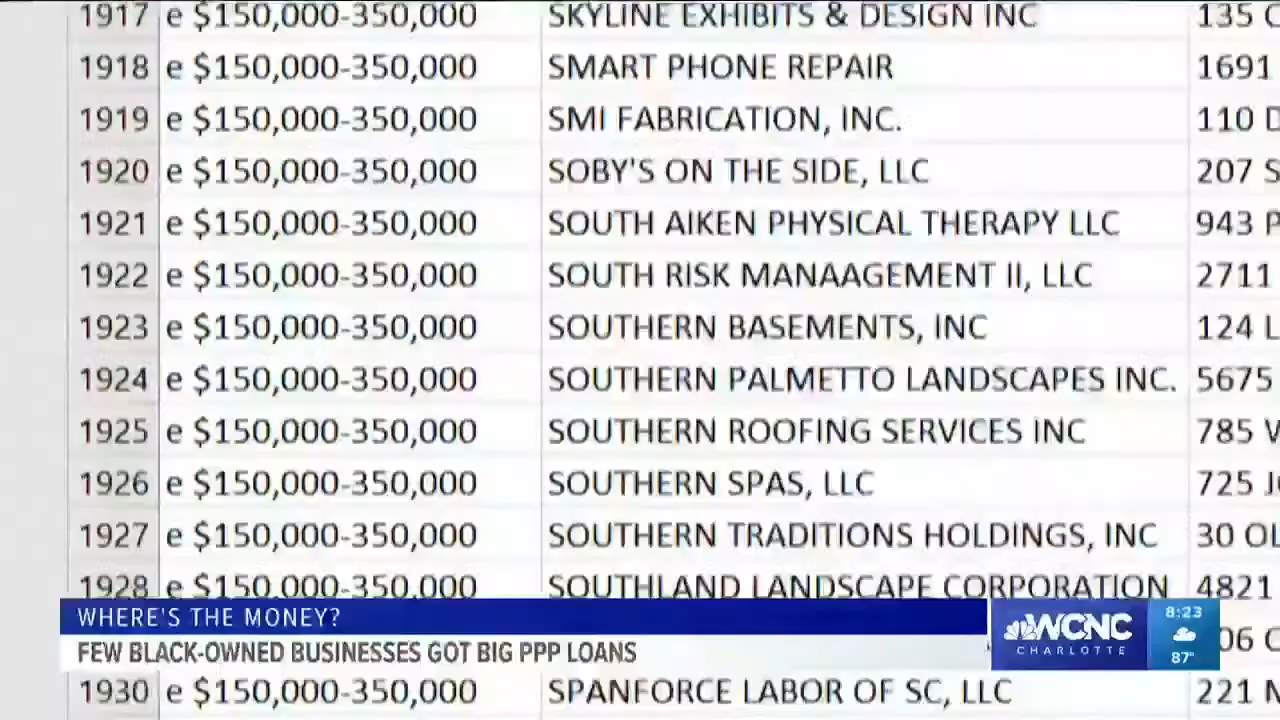 1917 e $150,000-350,000 SKYLINE EXHIBITS & DESIGN INC 135
1918 e $150,000-350,000 SMART PHONE REPAIR 1691
1919 e $150,000-350,000 SMI FABRICATION, INC. 110
1920 e $150,000-350,000 SOBY'S ON THE SIDE, LLC 207 S
1921 e $150,000-350,000 SOUTH AIKEN PHYSICAL THERAPY LLC 943 P
1922 e $150,000-350,000 SOUTH RISK MANAAGEMENT II, LLC 2711
1923 e $150,000-350,000 SOUTHERN BASEMENTS, INC 124 L
1924 e $150,000-350,000 SOUTHERN PALMETTO LANDSCAPES INC. 5675
1925 e $150,000-350,000 SOUTHERN ROOFING SERVICES INC 785
1926 e $150,000-350,000 SOUTHERN SPAS, LLC 725
1927 e $150,000-350,000 SOUTHERN TRADITIONS HOLDINGS, INC 30 OL
1928 e $150,000-350,000 SOUTHLAND LANDSCAPE CORPORATION 4821
WHERE'S THE MONEY?
FEW BLACK-OWNED BUSINESSES GOT BIG PPP LOANS
WCNC
CHARLOTTE
8:23
87°
06
1930 e $150,000-350,000 SPANFORCE LABOR OF SC, LLC 221